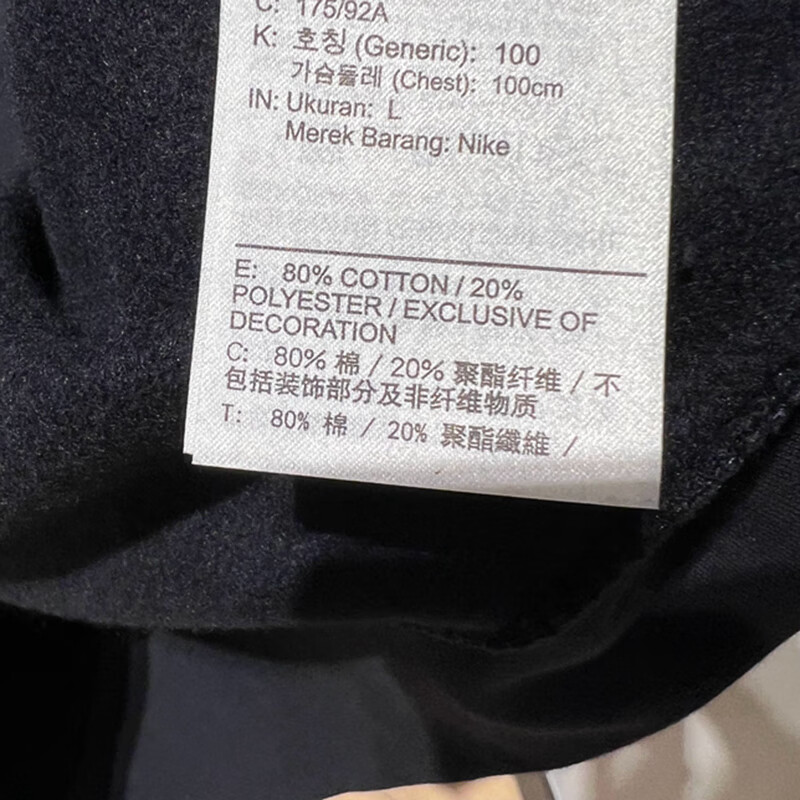 C: 175/92A
K: 호칭 (Generic): 100
가슴둘레 (Chest): 100cm
IN: Ukuran: L
Merek Barang: Nike
E: 80% COTTON / 20%
POLYESTER / EXCLUSIVE OF
DECORATION
C: 80% 棉 / 20% 聚酯纤维 / 不
包括装饰部分及非纤维物质
T: 80% 棉 / 20% 聚酯纖維 /